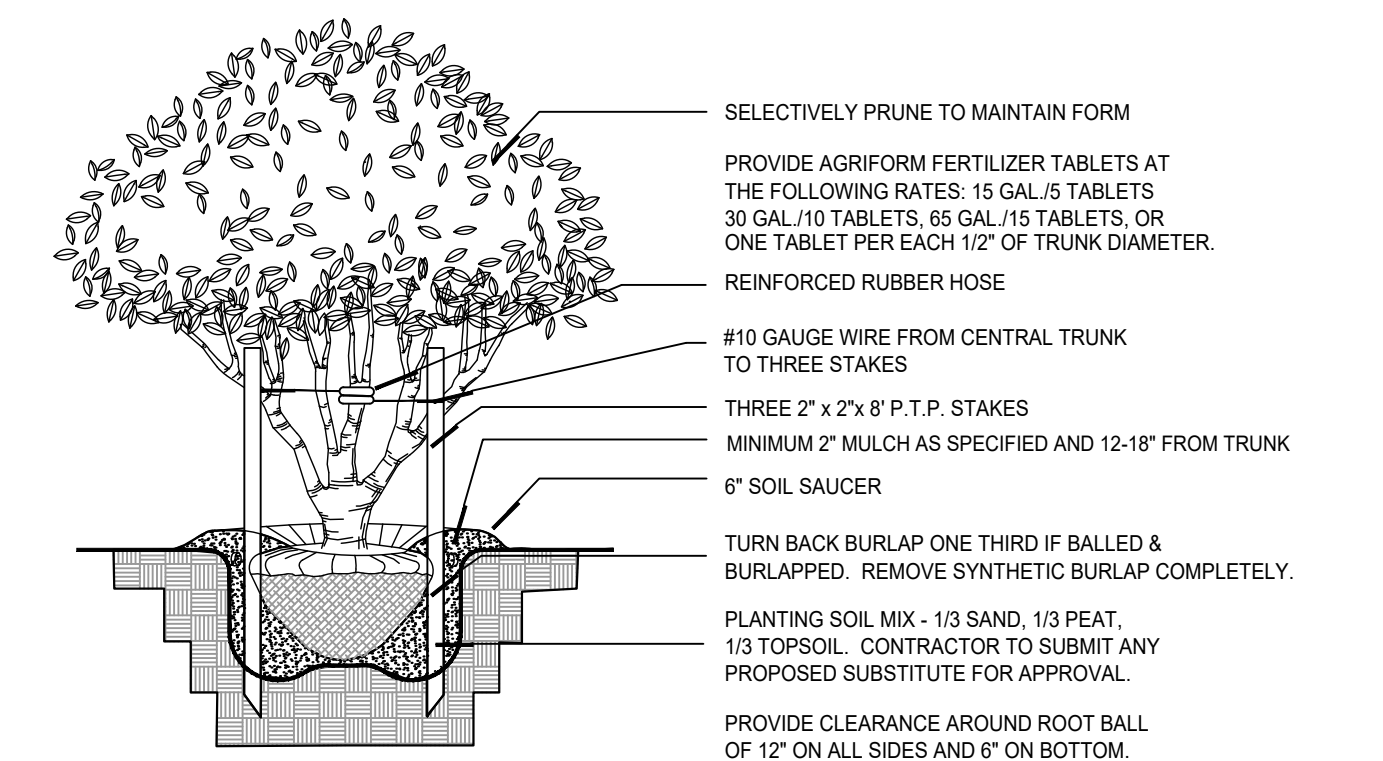 SELECTIVELY PRUNE TO MAINTAIN FORM
PROVIDE AGRIFORM FERTILIZER TABLETS AT
THE FOLLOWING RATES: 15 GAL./5 TABLETS
30 GAL./10 TABLETS, 65 GAL./15 TABLETS, OR
ONE TABLET PER EACH 1/2" OF TRUNK DIAMETER.
REINFORCED RUBBER HOSE
#10 GAUGE WIRE FROM CENTRAL TRUNK
TO THREE STAKES
THREE 2" x 2"x 8' P.T.P. STAKES
MINIMUM 2" MULCH AS SPECIFIED AND 12-18" FROM TRUNK
6" SOIL SAUCER
TURN BACK BURLAP ONE THIRD IF BALLED &
BURLAPPED.  REMOVE SYNTHETIC BURLAP COMPLETELY.
PLANTING SOIL MIX - 1/3 SAND, 1/3 PEAT,
1/3 TOPSOIL.  CONTRACTOR TO SUBMIT ANY
PROPOSED SUBSTITUTE FOR APPROVAL.
PROVIDE CLEARANCE AROUND ROOT BALL
OF 12" ON ALL SIDES AND 6" ON BOTTOM.